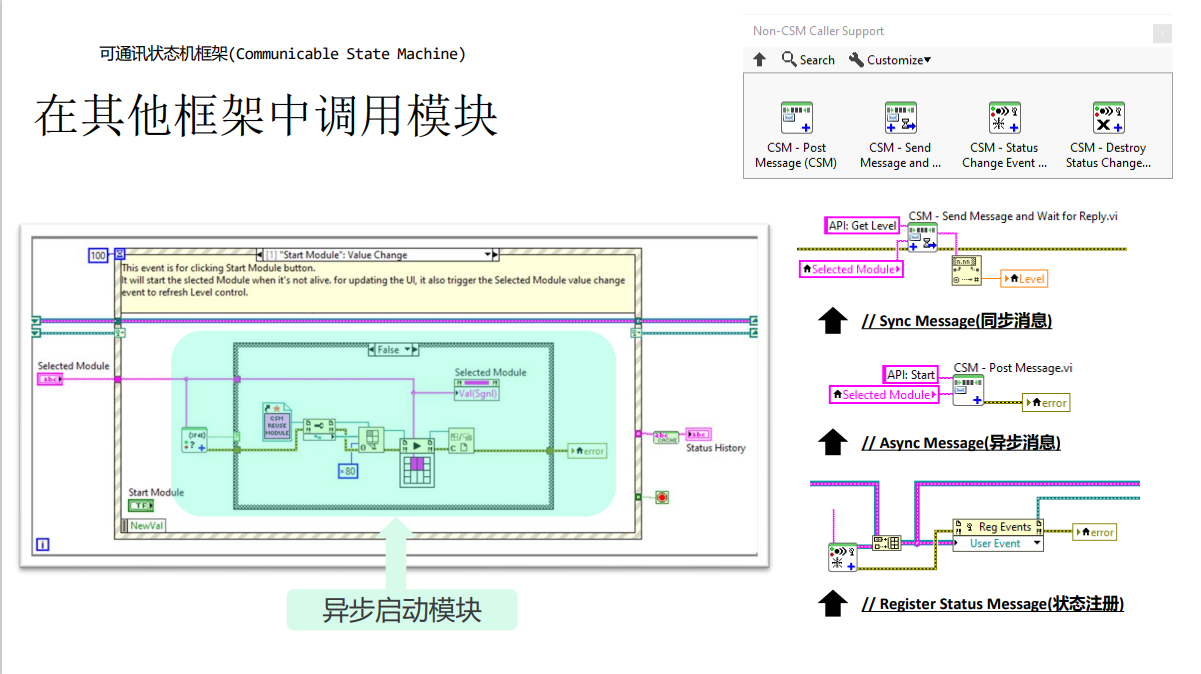 可通讯状态机框架(Communicable State Machine)
在其他框架中调用模块
Non-CSM Caller Support
Search
Customize
CSM - Post
Message (CSM)
CSM - Send
Message and ...
CSM - Status
Change Event ...
CSM - Destroy
Status Change...
100
[1] "Start Module": Value Change
This event is for clicking Start Module button.
It will start the slected Module when it's not alive. for updating the UI, it also trigger the Selected Module value change
event to refresh Level control.
False
Selected Module
abc
Selected Module
Val(Sgnl)
CSM
REUSE
MODULE
×80
error
abc
CACHE
abc
Status History
Start Module
TF
NewVal
i
异步启动模块
CSM - Send Message and Wait for Reply.vi
API: Get Level
Selected Module
Level
// Sync Message(同步消息)
CSM - Post Message.vi
API: Start
Selected Module
error
// Async Message(异步消息)
Reg Events
User Event
error
// Register Status Message(状态注册)